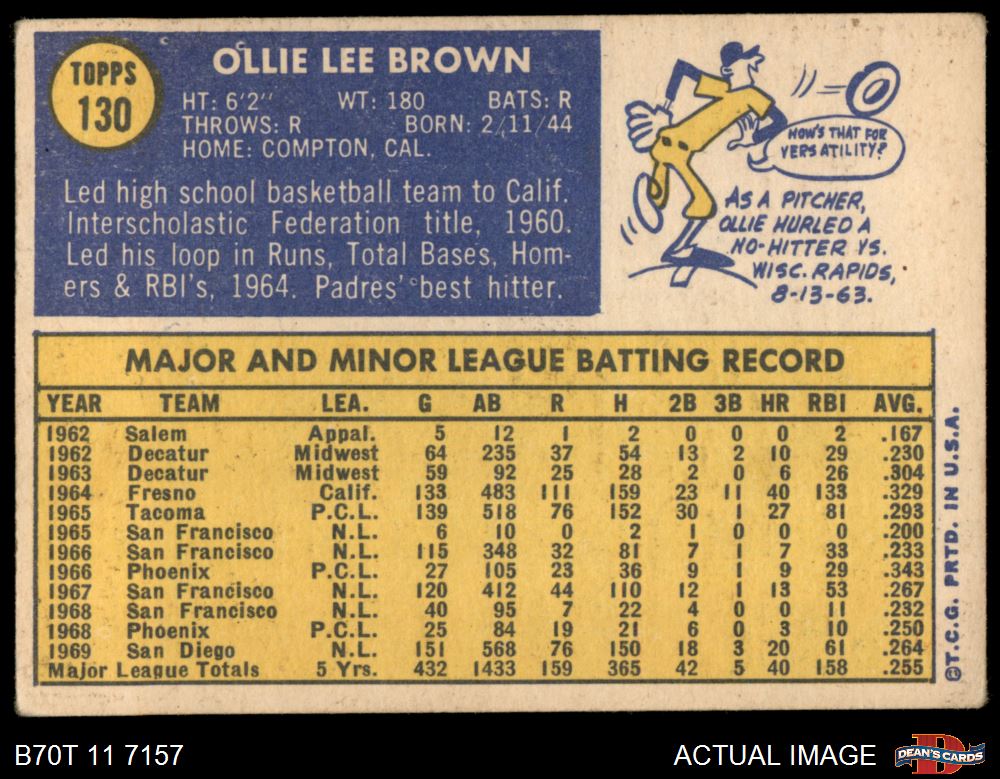 TOPPS
130
OLLIE LEE BROWN
HT: 6'2" WT: 180 BATS: R
THROWS: R BORN: 2/11/44
HOME: COMPTON, CAL.
Led high school basketball team to Calif.
Interscholastic Federation title, 1960.
Led his loop in Runs, Total Bases, Hom-
ers & RBI's, 1964. Padres' best hitter.
HOW'S THAT FOR
VERSATILITY?
AS A PITCHER,
OLLIE HURLED A
NO-HITTER VS.
WISC. RAPIDS,
8-13-63.
MAJOR AND MINOR LEAGUE BATTING RECORD
YEAR TEAM LEA. G AB R H 2B 3B HR RBI AVG.
1962 Salem Appal. 5 12 1 2 0 0 0 2 .167
1962 Decatur Midwest 64 235 37 54 13 2 10 29 .230
1963 Decatur Midwest 59 92 25 28 2 0 6 26 .304
1964 Fresno Calif. 133 483 111 159 23 11 40 133 .329
1965 Tacoma P.C.L. 139 518 76 152 30 1 27 81 .293
1965 San Francisco N.L. 6 10 0 2 1 0 0 0 .200
1966 San Francisco N.L. 115 348 32 81 7 1 7 33 .233
1966 Phoenix P.C.L. 27 105 23 36 9 1 9 29 .343
1967 San Francisco N.L. 120 412 44 110 12 1 13 53 .267
1968 San Francisco N.L. 40 95 7 22 4 0 0 11 .232
1968 Phoenix P.C.L. 25 84 19 21 6 0 3 10 .250
1969 San Diego N.L. 151 568 76 150 18 3 20 61 .264
Major League Totals 5 Yrs. 432 1433 159 365 42 5 40 158 .255
©T.C.G. PRTD. IN U.S.A.
B70T 11 7157
ACTUAL IMAGE
DEAN'S CARDS